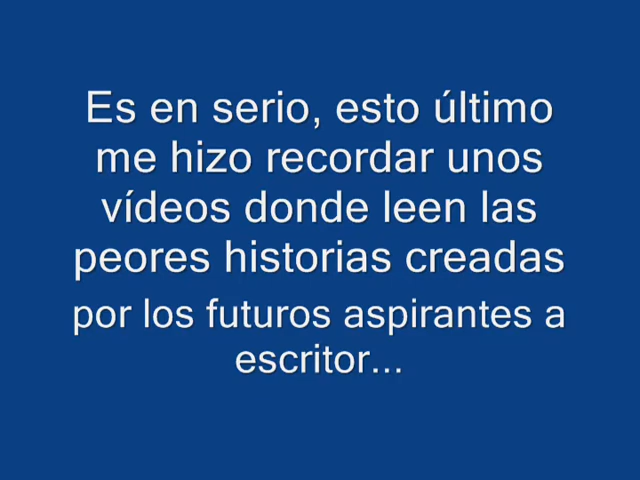 Es en serio, esto último
me hizo recordar unos
vídeos donde leen las
peores historias creadas
por los futuros aspirantes a
escritor...